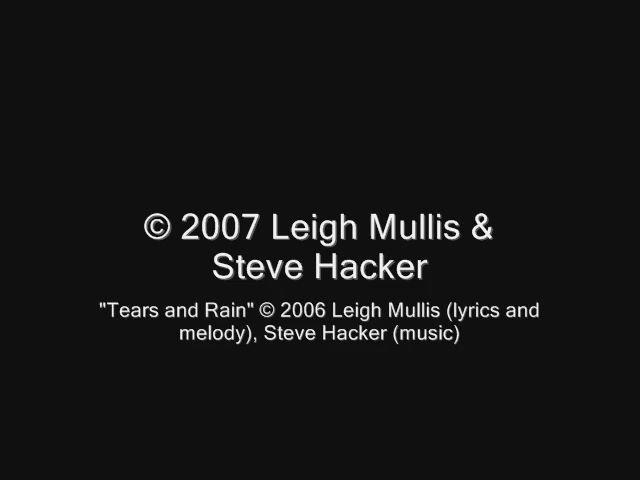 © 2007 Leigh Mullis &
Steve Hacker
"Tears and Rain" © 2006 Leigh Mullis (lyrics and
melody), Steve Hacker (music)